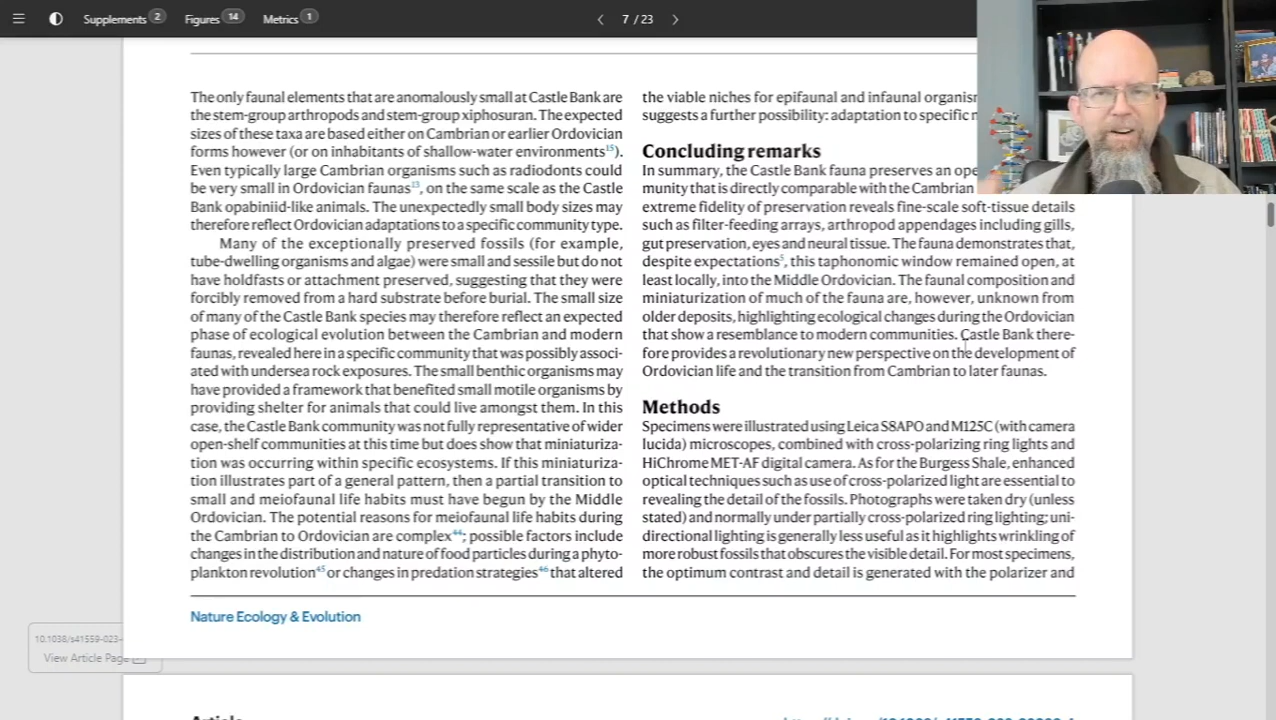 Supplements 2 Figures 14 Metrics 1 7 / 23
The only faunal elements that are anomalously small at Castle Bank are
the stem-group arthropods and stem-group xiphosuran. The expected
sizes of these taxa are based either on Cambrian or earlier Ordovician
forms however (or on inhabitants of shallow-water environments15).
Even typically large Cambrian organisms such as radiodonts could
be very small in Ordovician faunas13, on the same scale as the Castle
Bank opabiniid-like animals. The unexpectedly small body sizes may
therefore reflect Ordovician adaptations to a specific community type.
Many of the exceptionally preserved fossils (for example,
tube-dwelling organisms and algae) were small and sessile but do not
have holdfasts or attachment preserved, suggesting that they were
forcibly removed from a hard substrate before burial. The small size
of many of the Castle Bank species may therefore reflect an expected
phase of ecological evolution between the Cambrian and modern
faunas, revealed here in a specific community that was possibly associ-
ated with undersea rock exposures. The small benthic organisms may
have provided a framework that benefited small motile organisms by
providing shelter for animals that could live amongst them. In this
case, the Castle Bank community was not fully representative of wider
open-shelf communities at this time but does show that miniaturiza-
tion was occurring within specific ecosystems. If this miniaturiza-
tion illustrates part of a general pattern, then a partial transition to
small and meiofaunal life habits must have begun by the Middle
Ordovician. The potential reasons for meiofaunal life habits during
the Cambrian to Ordovician are complex44; possible factors include
changes in the distribution and nature of food particles during a phyto-
plankton revolution45 or changes in predation strategies46 that altered
the viable niches for epifaunal and infaunal organis
suggests a further possibility: adaptation to specific
Concluding remarks
In summary, the Castle Bank fauna preserves an ope
munity that is directly comparable with the Cambrian
extreme fidelity of preservation reveals fine-scale soft-tissue details
such as filter-feeding arrays, arthropod appendages including gills,
gut preservation, eyes and neural tissue. The fauna demonstrates that,
despite expectations5, this taphonomic window remained open, at
least locally, into the Middle Ordovician. The faunal composition and
miniaturization of much of the fauna are, however, unknown from
older deposits, highlighting ecological changes during the Ordovician
that show a resemblance to modern communities. Castle Bank there-
fore provides a revolutionary new perspective on the development of
Ordovician life and the transition from Cambrian to later faunas.
Methods
Specimens were illustrated using Leica S8APO and M125C (with camera
lucida) microscopes, combined with cross-polarizing ring lights and
HiChrome MET-AF digital camera. As for the Burgess Shale, enhanced
optical techniques such as use of cross-polarized light are essential to
revealing the detail of the fossils. Photographs were taken dry (unless
stated) and normally under partially cross-polarized ring lighting; uni-
directional lighting is generally less useful as it highlights wrinkling of
more robust fossils that obscures the visible detail. For most specimens,
the optimum contrast and detail is generated with the polarizer and
Nature Ecology & Evolution
10.1038/s41559-023-
View Article Page
Article